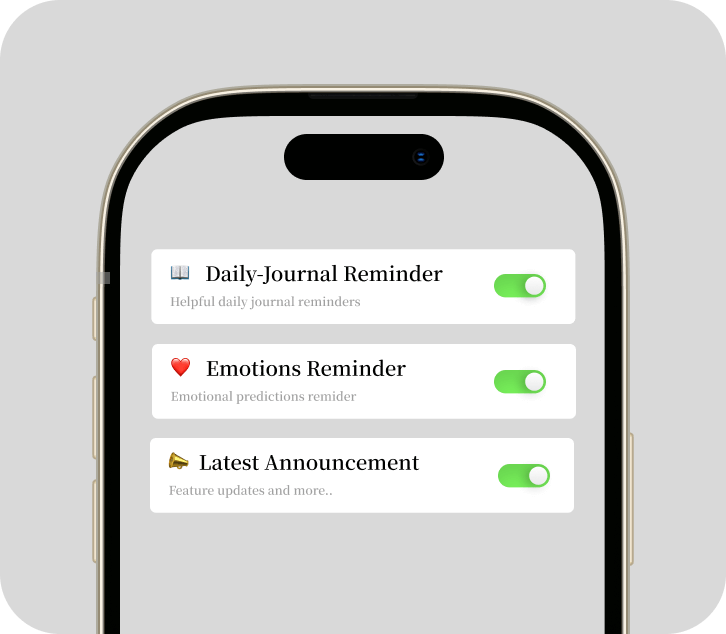 Daily-Journal Reminder
Helpful daily journal reminders
Emotions Reminder
Emotional predictions remider
Latest Announcement
Feature updates and more..